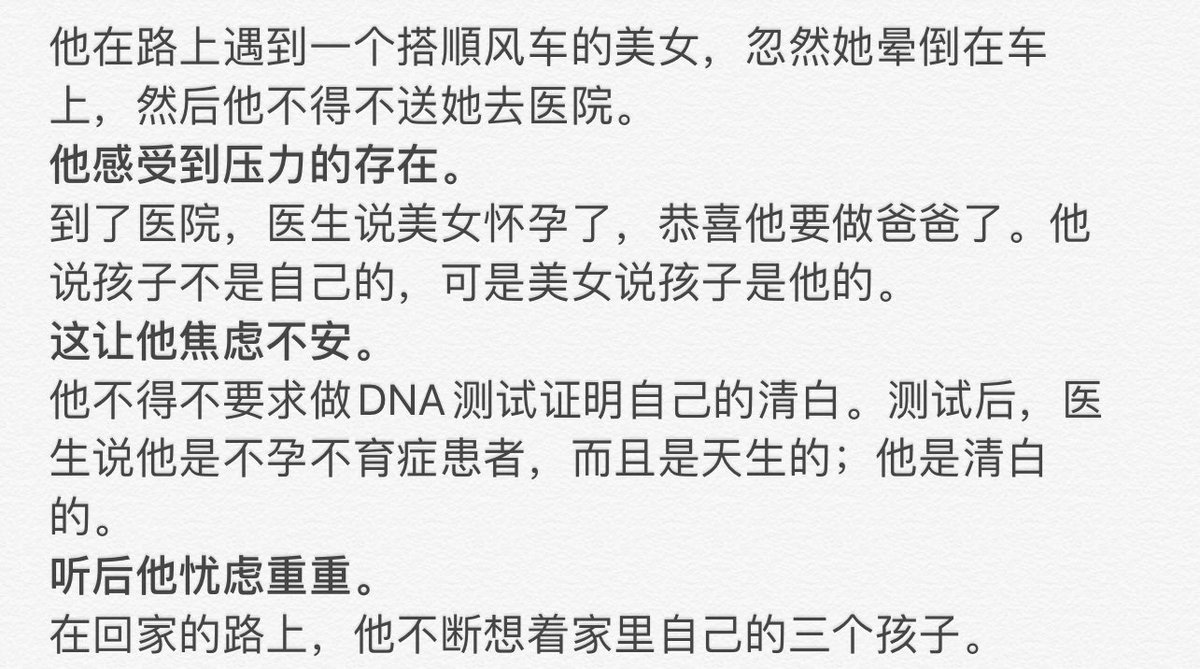 他在路上遇到一个搭順风车的美女，忽然她晕倒在车
上，然后他不得不送她去医院。
他感受到压力的存在。
到了医院，医生说美女怀孕了，恭喜他要做爸爸了。他
说孩子不是自己的，可是美女说孩子是他的。
这让他焦虑不安。
他不得不要求做DNA测试证明自己的清白。测试后，医
生说他是不孕不育症患者，而且是天生的；他是清白
的。
听后他忧虑重重。
在回家的路上，他不断想着家里自己的三个孩子。